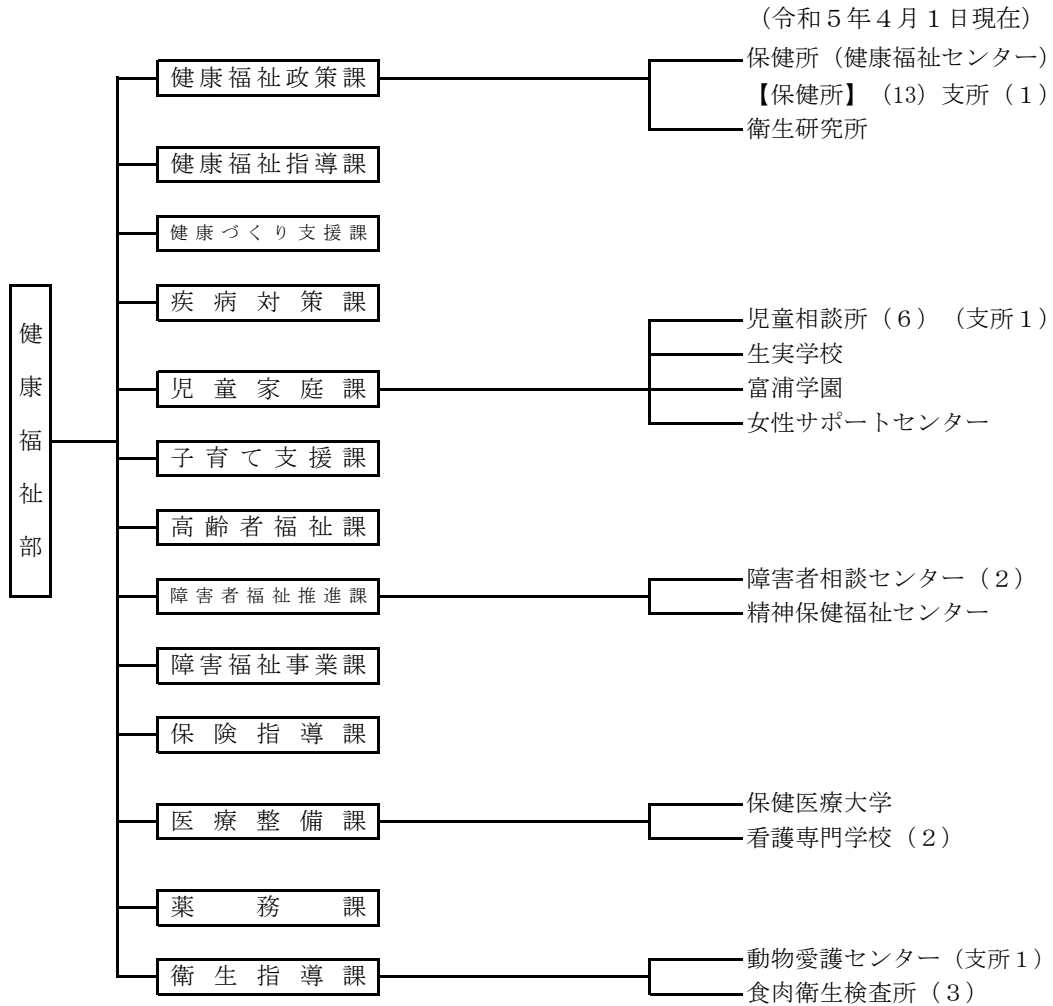 （令和５年４月１日現在）
健康福祉部
健康福祉政策課
保健所（健康福祉センター）
【保健所】（13）支所（１）
衛生研究所
健康福祉指導課
健康づくり支援課
疾病対策課
児童家庭課
児童相談所（６）（支所１）
生実学校
富浦学園
女性サポートセンター
子育て支援課
高齢者福祉課
障害者福祉推進課
障害者相談センター（２）
精神保健福祉センター
障害福祉事業課
保険指導課
医療整備課
保健医療大学
看護専門学校（２）
薬務課
衛生指導課
動物愛護センター（支所１）
食肉衛生検査所（３）